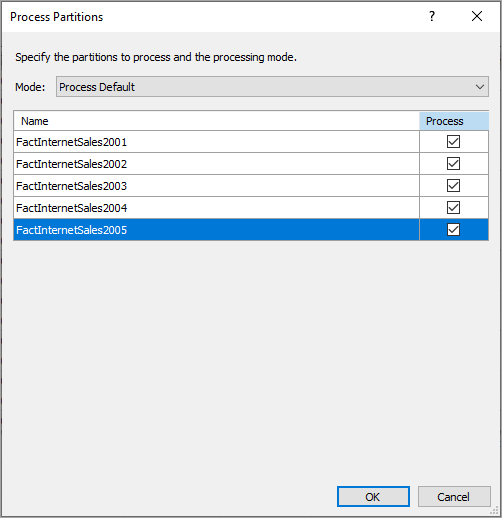 Process Partitions
?
Specify the partitions to process and the processing mode.
Mode: Process Default
Name Process
FactInternetSales2001
FactInternetSales2002
FactInternetSales2003
FactInternetSales2004
FactInternetSales2005
OK Cancel